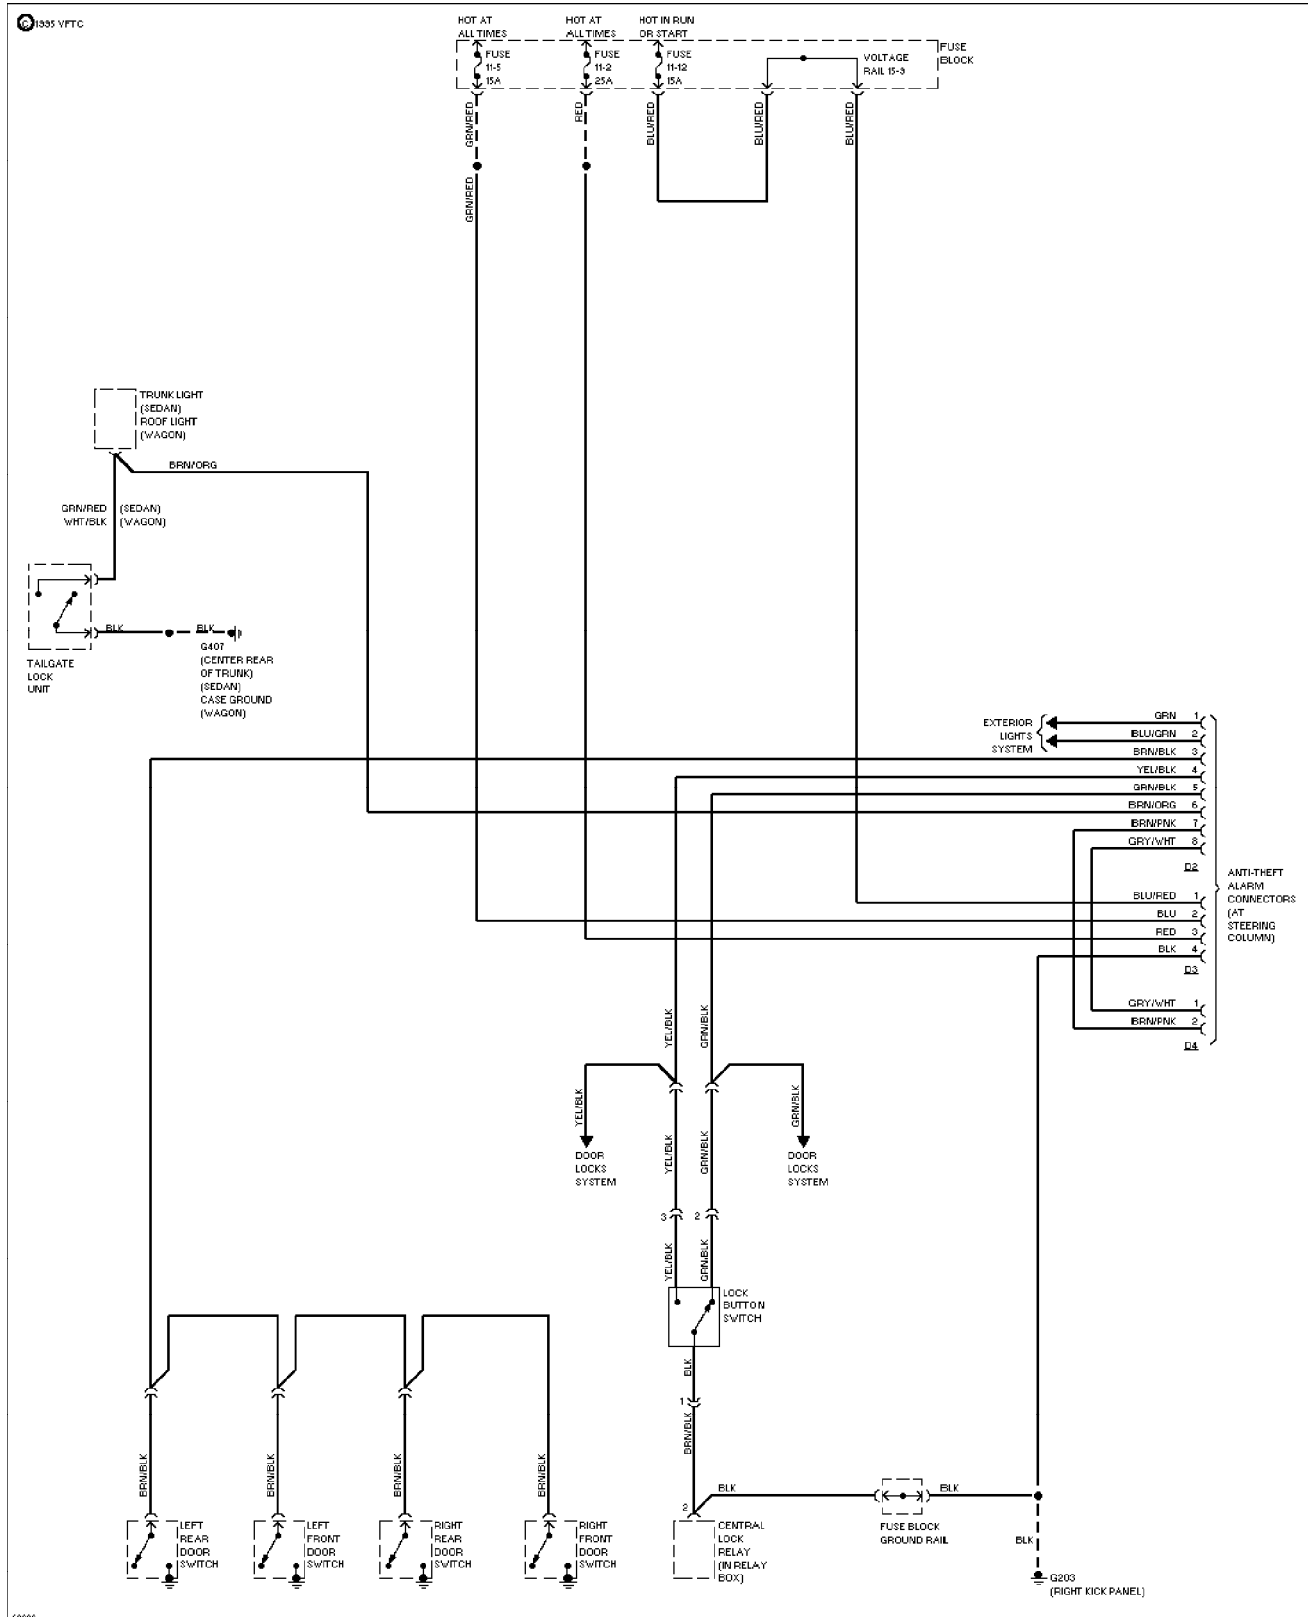 © 1995 VFTC
HOT AT
ALL TIMES
HOT AT
ALL TIMES
HOT IN RUN
OR START
FUSE
11-5
15A
FUSE
11-2
25A
FUSE
11-12
15A
VOLTAGE
RAIL 15-9
FUSE
BLOCK
GRN/RED
RED
BLU/RED
BLU/RED
BLU/RED
GRN/RED
TRUNK LIGHT
(SEDAN)
ROOF LIGHT
(WAGON)
BRN/ORG
GRN/RED (SEDAN)
WHT/BLK (WAGON)
BLK
BLK
TAILGATE
LOCK
UNIT
G407
(CENTER REAR
OF TRUNK)
(SEDAN)
CASE GROUND
(WAGON)
EXTERIOR
LIGHTS
SYSTEM
GRN 1
BLU/GRN 2
BRN/BLK 3
YEL/BLK 4
GRN/BLK 5
BRN/ORG 6
BRN/PNK 7
GRY/WHT 8
D2
BLU/RED 1
BLU 2
RED 3
BLK 4
D3
GRY/WHT 1
BRN/PNK 2
D4
ANTI-THEFT
ALARM
CONNECTORS
(AT
STEERING
COLUMN)
YEL/BLK
GRN/BLK
YEL/BLK
YEL/BLK
GRN/BLK
GRN/BLK
DOOR
LOCKS
SYSTEM
DOOR
LOCKS
SYSTEM
3
2
YEL/BLK
GRN/BLK
LOCK
BUTTON
SWITCH
BLK
1
BRN/BLK
BRN/BLK
BRN/BLK
BRN/BLK
BRN/BLK
2
BLK
BLK
LEFT
REAR
DOOR
SWITCH
LEFT
FRONT
DOOR
SWITCH
RIGHT
REAR
DOOR
SWITCH
RIGHT
FRONT
DOOR
SWITCH
CENTRAL
LOCK
RELAY
(IN RELAY
BOX)
FUSE BLOCK
GROUND RAIL
BLK
G203
(RIGHT KICK PANEL)